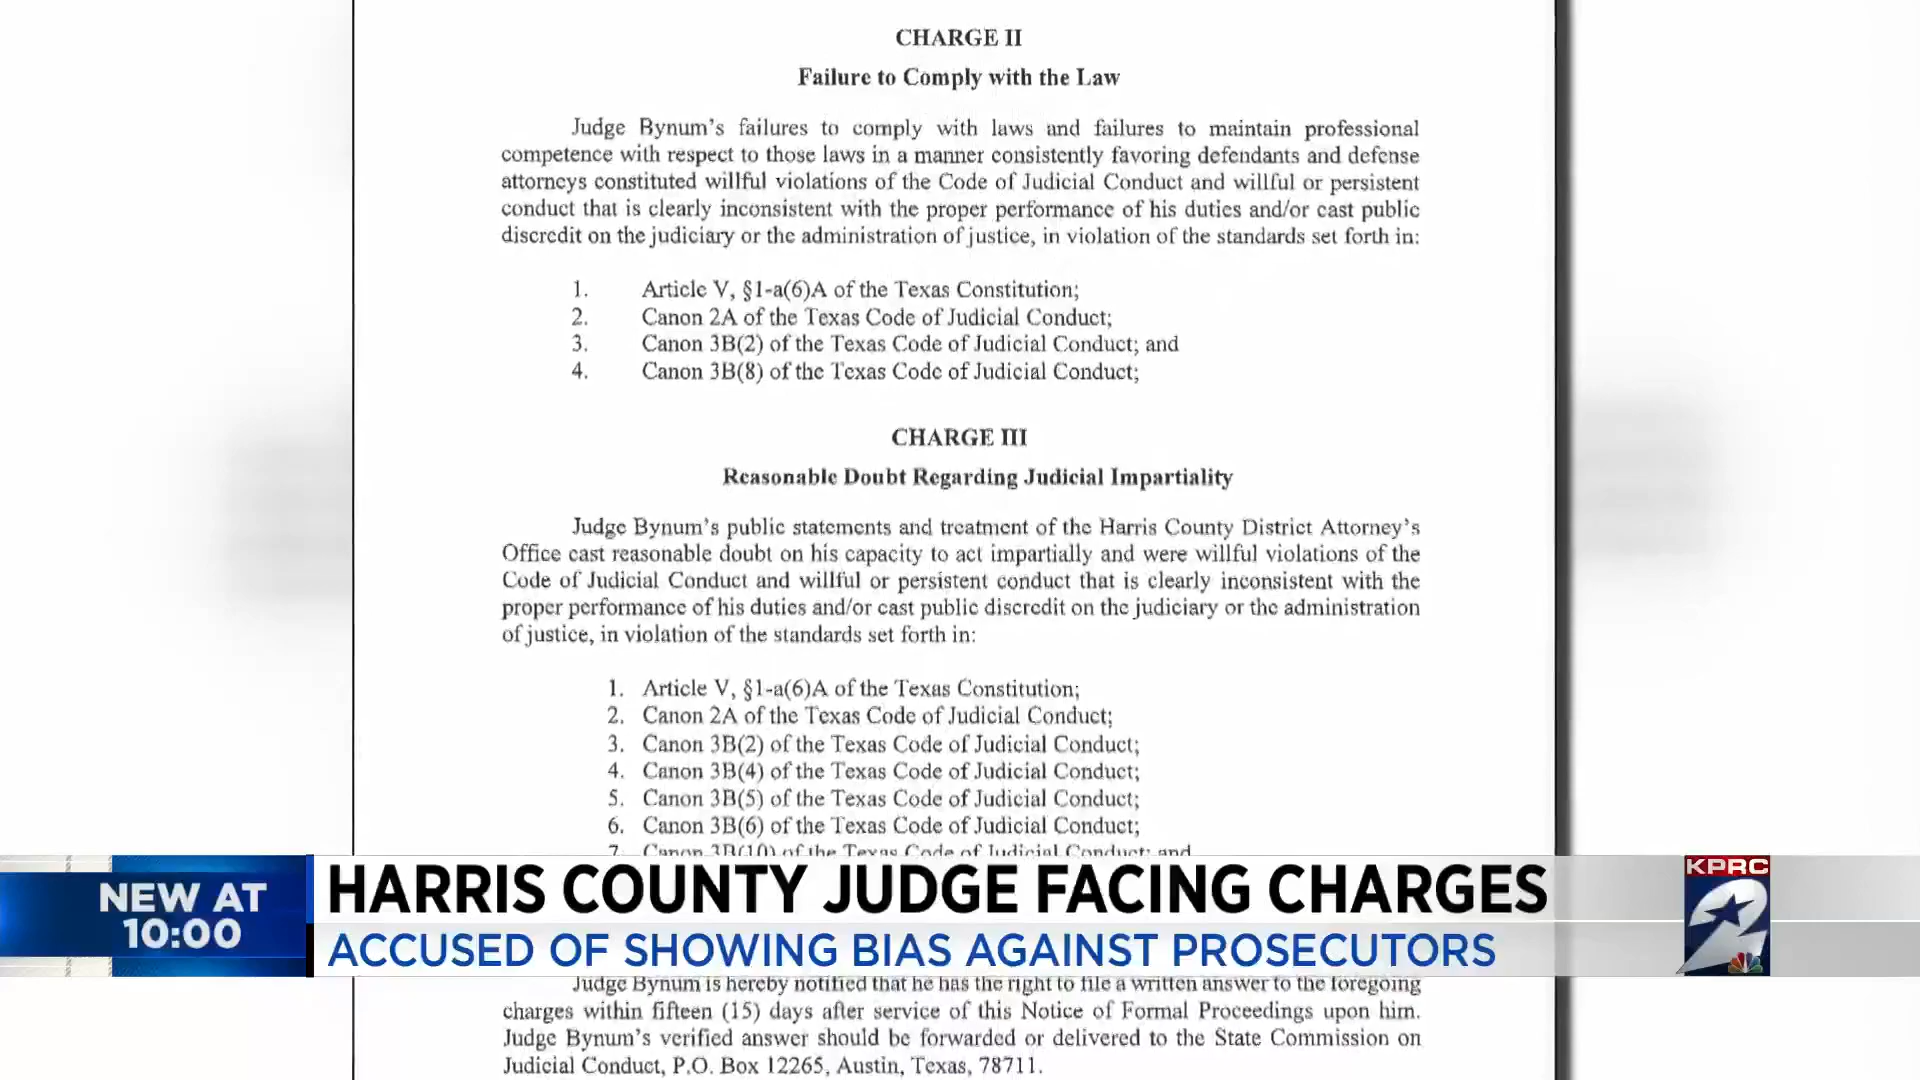 CHARGE II
Failure to Comply with the Law
Judge Bynum's failures to comply with laws and failures to maintain professional
competence with respect to those laws in a manner consistently favoring defendants and defense
attorneys constituted willful violations of the Code of Judicial Conduct and willful or persistent
conduct that is clearly inconsistent with the proper performance of his duties and/or cast public
discredit on the judiciary or the administration of justice, in violation of the standards set forth in:
1. Article V, §1-a(6)A of the Texas Constitution;
2. Canon 2A of the Texas Code of Judicial Conduct;
3. Canon 3B(2) of the Texas Code of Judicial Conduct; and
4. Canon 3B(8) of the Texas Code of Judicial Conduct;
CHARGE III
Reasonable Doubt Regarding Judicial Impartiality
Judge Bynum's public statements and treatment of the Harris County District Attorney's
Office cast reasonable doubt on his capacity to act impartially and were willful violations of the
Code of Judicial Conduct and willful or persistent conduct that is clearly inconsistent with the
proper performance of his duties and/or cast public discredit on the judiciary or the administration
of justice, in violation of the standards set forth in:
1. Article V, §1-a(6)A of the Texas Constitution;
2. Canon 2A of the Texas Code of Judicial Conduct;
3. Canon 3B(2) of the Texas Code of Judicial Conduct;
4. Canon 3B(4) of the Texas Code of Judicial Conduct;
5. Canon 3B(5) of the Texas Code of Judicial Conduct;
6. Canon 3B(6) of the Texas Code of Judicial Conduct;
7. Canon 3B(10) of the Texas Code of Judicial Conduct; and
NEW AT
10:00
HARRIS COUNTY JUDGE FACING CHARGES
ACCUSED OF SHOWING BIAS AGAINST PROSECUTORS
KPRC
2
Judge Bynum is hereby notified that he has the right to file a written answer to the foregoing
charges within fifteen (15) days after service of this Notice of Formal Proceedings upon him.
Judge Bynum's verified answer should be forwarded or delivered to the State Commission on
Judicial Conduct, P.O. Box 12265, Austin, Texas, 78711.